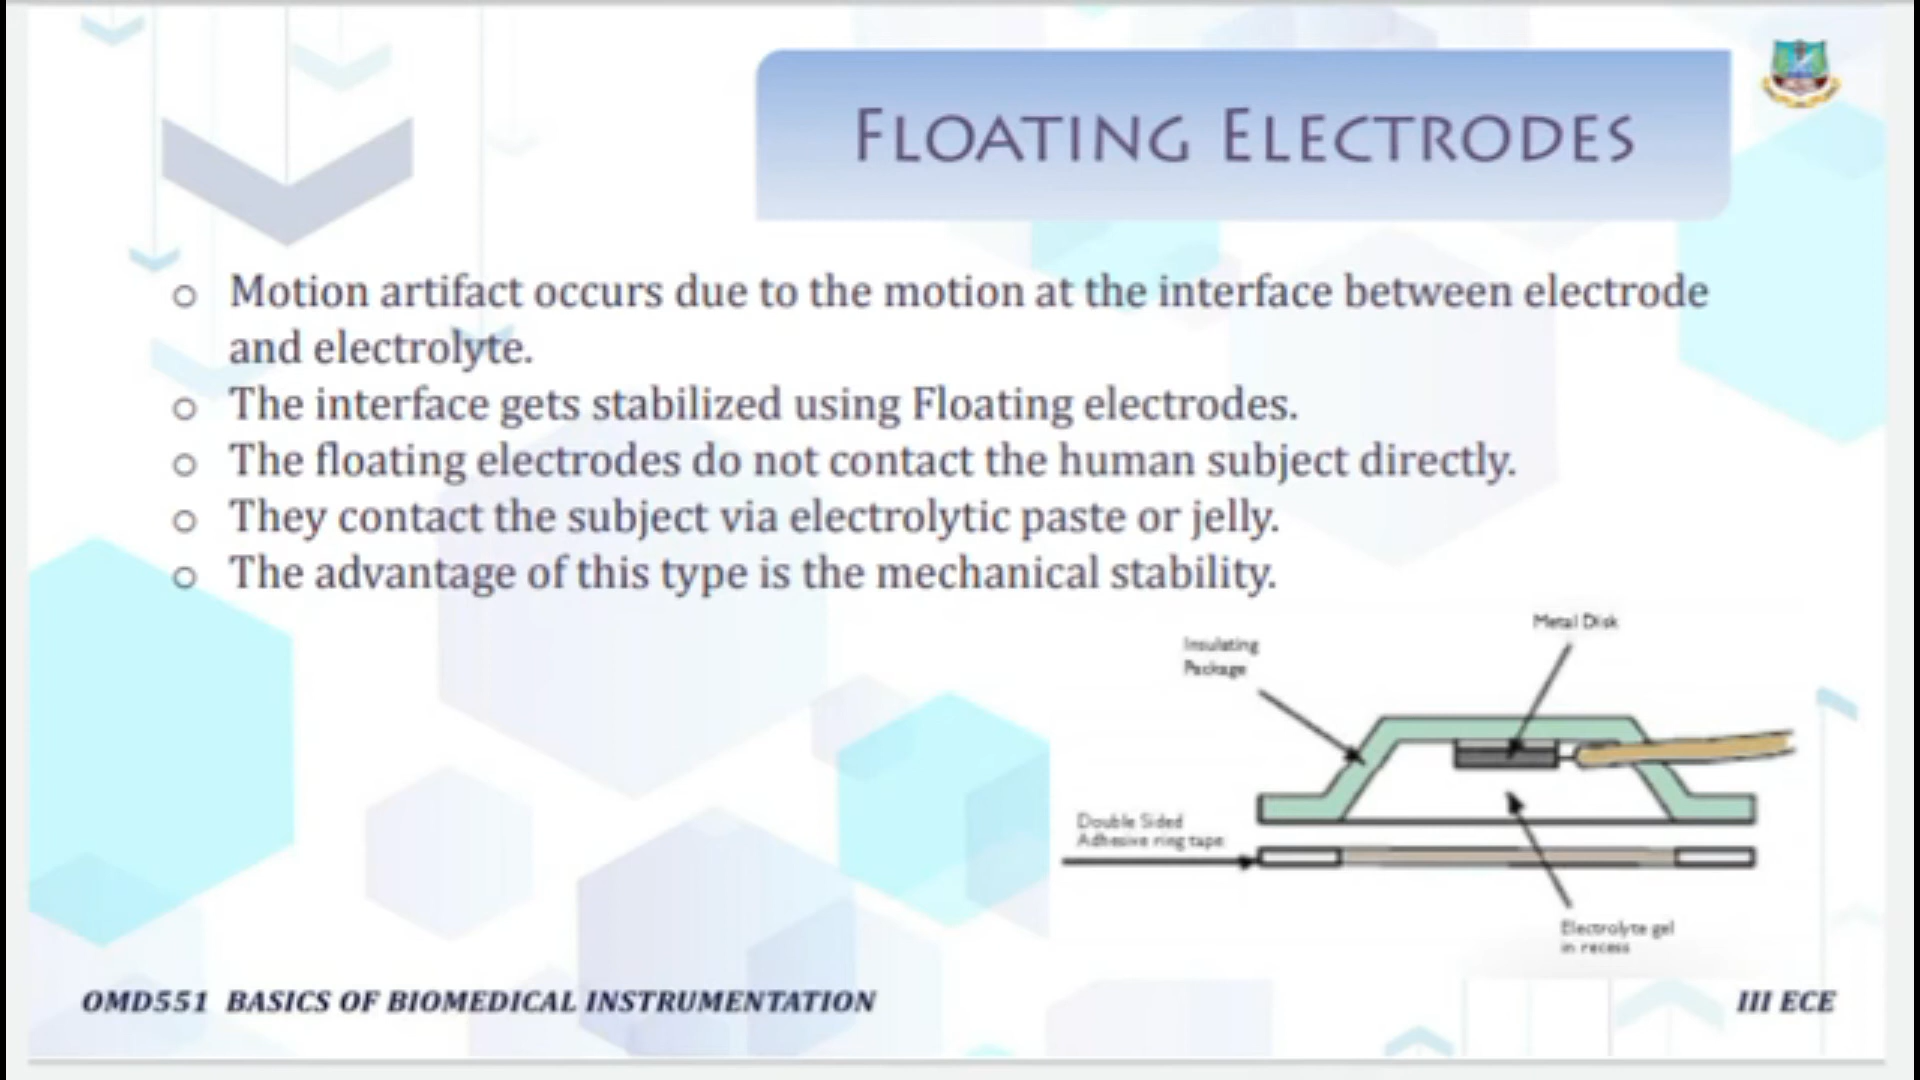 FLOATING ELECTRODES
o Motion artifact occurs due to the motion at the interface between electrode
and electrolyte.
o The interface gets stabilized using Floating electrodes.
o The floating electrodes do not contact the human subject directly.
o They contact the subject via electrolytic paste or jelly.
o The advantage of this type is the mechanical stability.
Metal Disk
Insulating
Package
Double Sided
Adhesive ring tape
Electrolyte gel
in recess
OMD551 BASICS OF BIOMEDICAL INSTRUMENTATION
III ECE